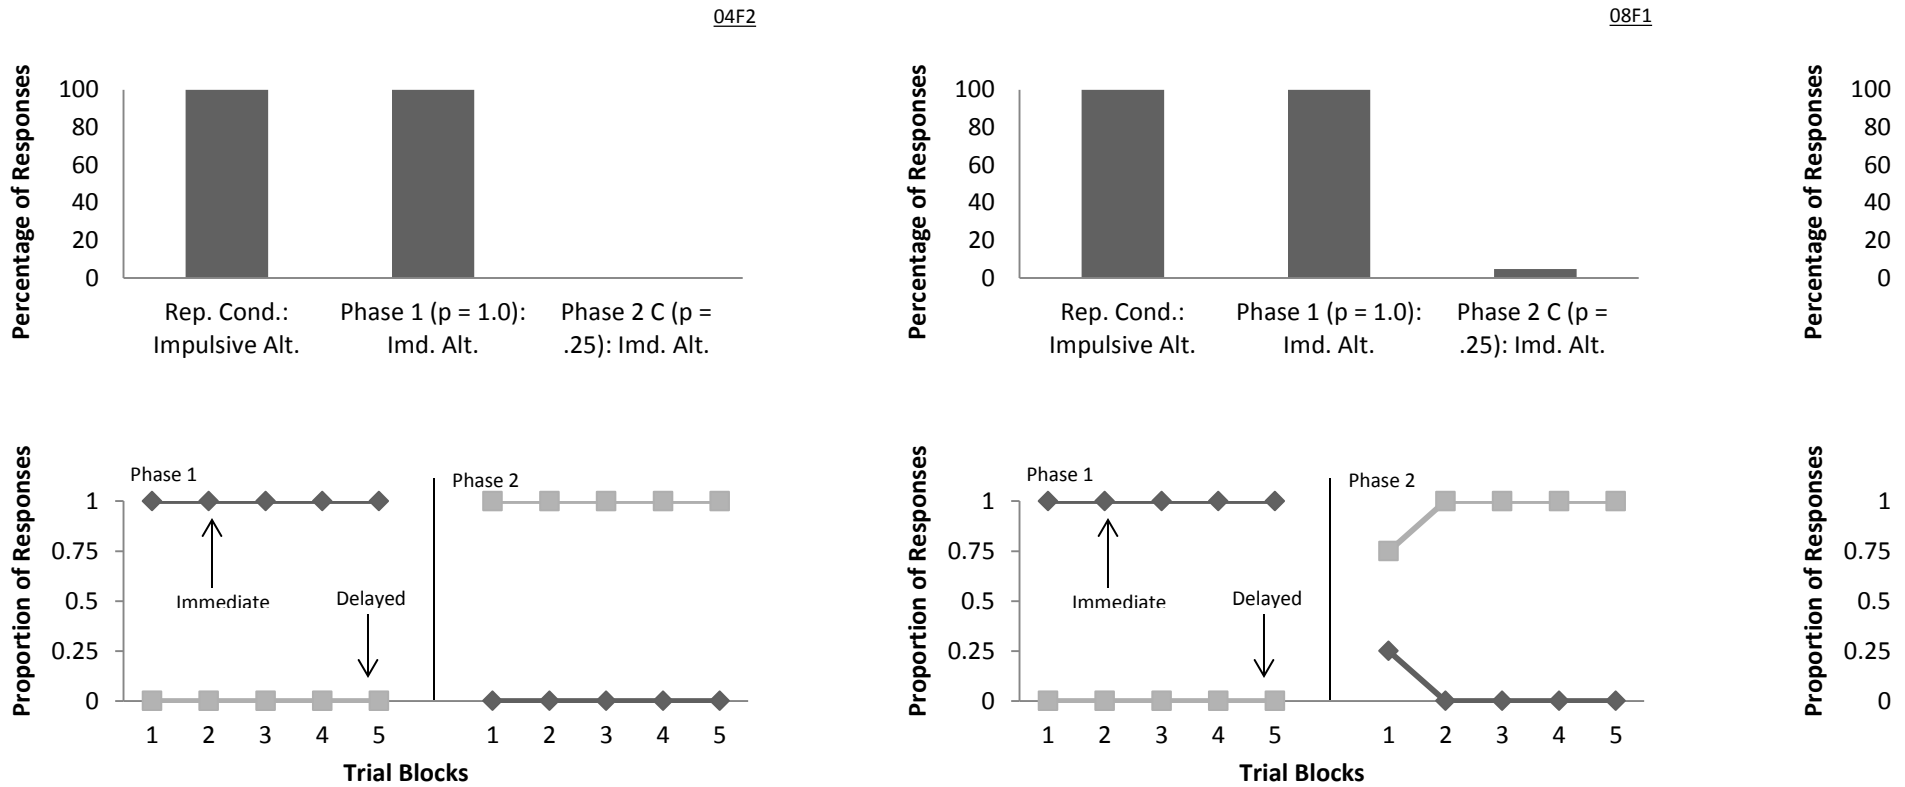 04F2
Percentage of Responses
100
80
60
40
20
0
Rep. Cond.:
Impulsive Alt.
Phase 1 (p = 1.0):
Imd. Alt.
Phase 2 C (p =
.25): Imd. Alt.
Proportion of Responses
1
0.75
0.5
0.25
0
Phase 1
Phase 2
Immediate
Delayed
1 2 3 4 5 1 2 3 4 5
Trial Blocks
08F1
Percentage of Responses
100
80
60
40
20
0
Rep. Cond.:
Impulsive Alt.
Phase 1 (p = 1.0):
Imd. Alt.
Phase 2 C (p =
.25): Imd. Alt.
Proportion of Responses
1
0.75
0.5
0.25
0
Phase 1
Phase 2
Immediate
Delayed
1 2 3 4 5 1 2 3 4 5
Trial Blocks
Percentage of Responses
100
80
60
40
20
0
Proportion of Responses
1
0.75
0.5
0.25
0